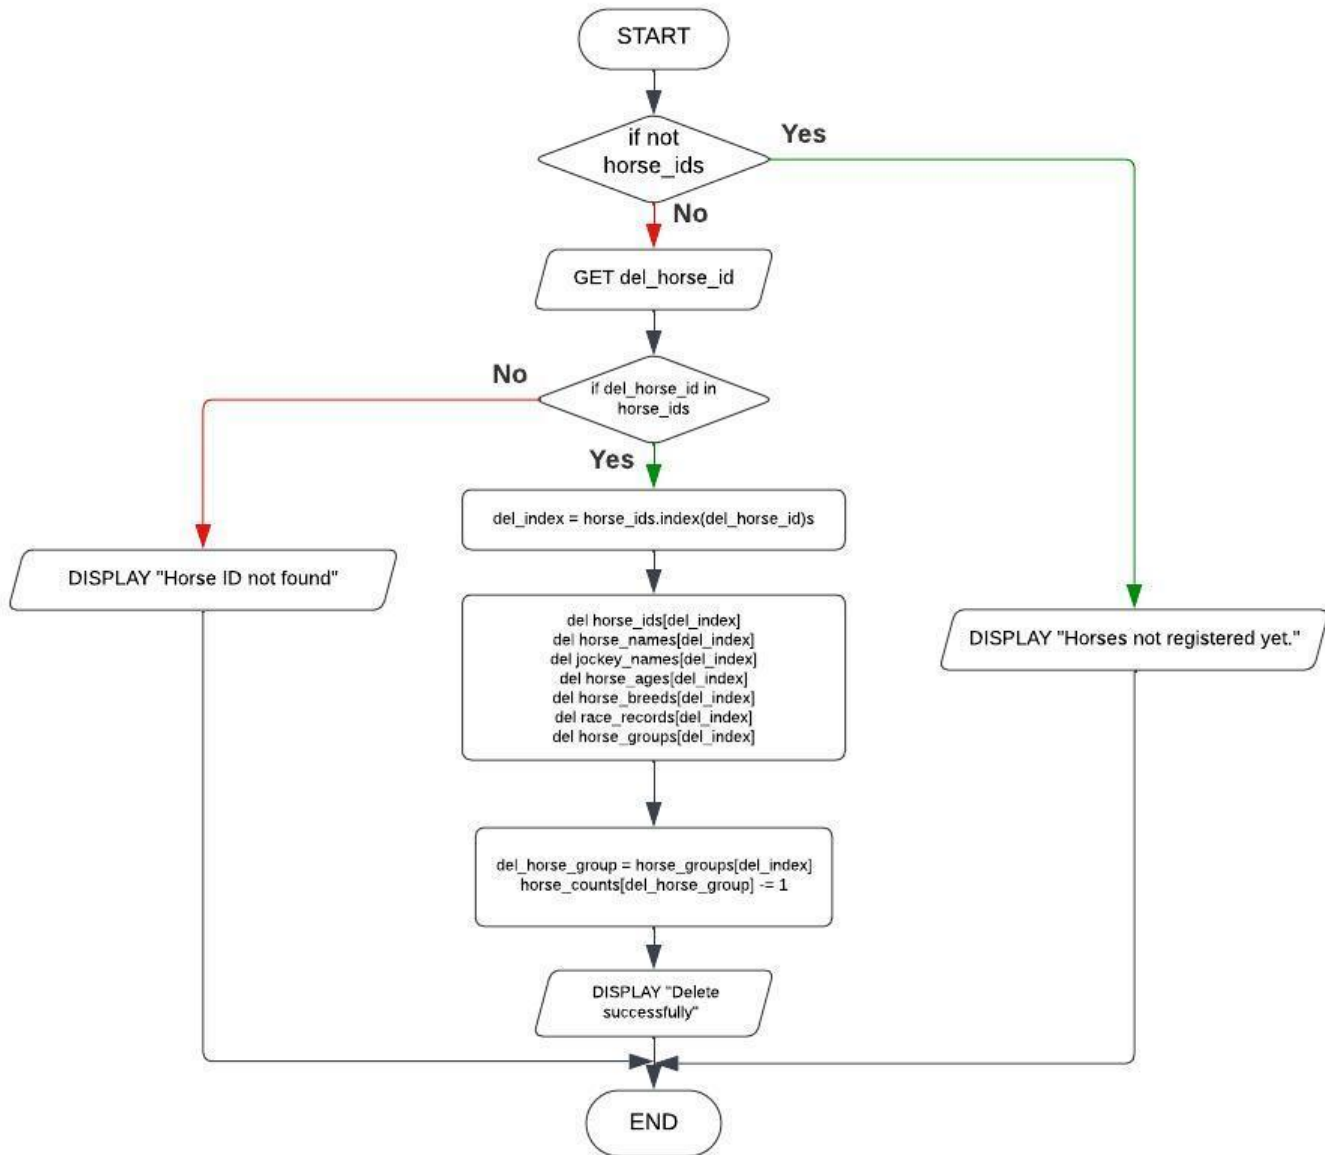 START
if not
horse_ids
Yes
No
GET del_horse_id
if del_horse_id in
horse_ids
No
Yes
del_index = horse_ids.index(del_horse_id)s
DISPLAY "Horse ID not found"
del horse_ids[del_index]
del horse_names[del_index]
del jockey_names[del_index]
del horse_ages[del_index]
del horse_breeds[del_index]
del race_records[del_index]
del horse_groups[del_index]
DISPLAY "Horses not registered yet."
del_horse_group = horse_groups[del_index]
horse_counts[del_horse_group] -= 1
DISPLAY "Delete
successfully"
END